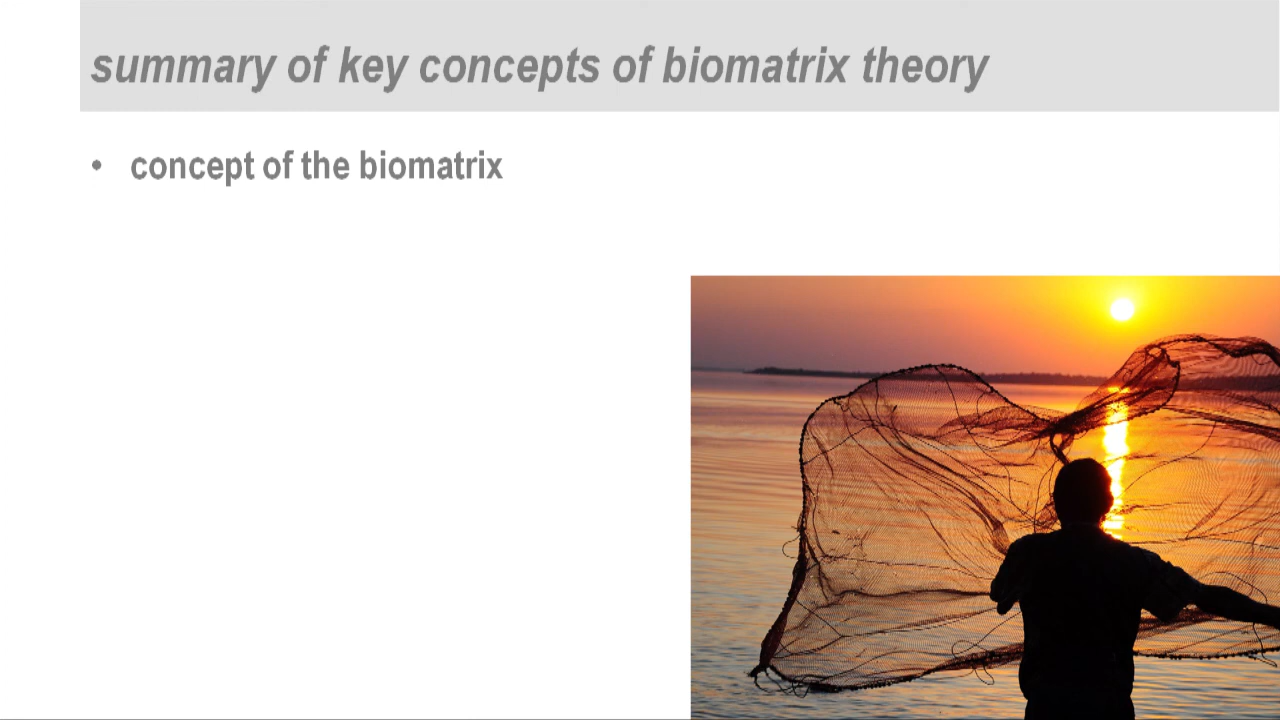 summary of key concepts of biomatrix theory
• concept of the biomatrix